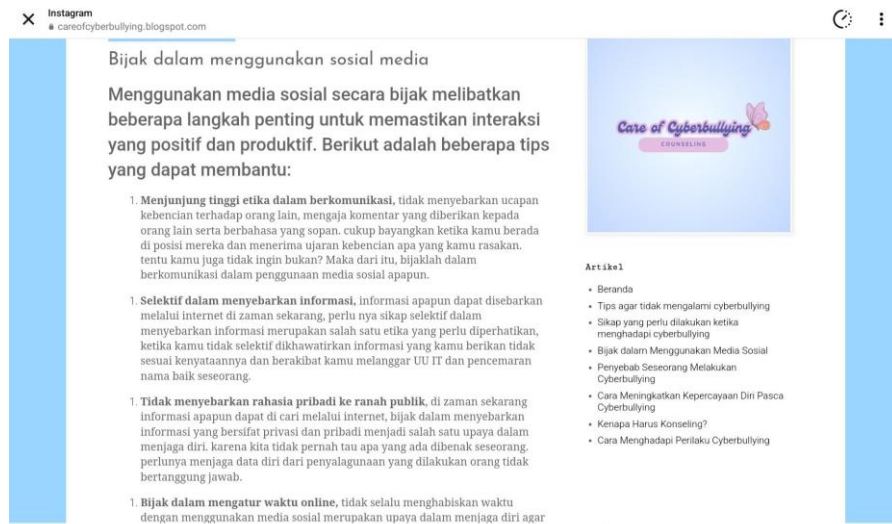 Instagram
careofcyberbullying.blogspot.com
Bijak dalam menggunakan sosial media
Menggunakan media sosial secara bijak melibatkan
beberapa langkah penting untuk memastikan interaksi
yang positif dan produktif. Berikut adalah beberapa tips
yang dapat membantu:
1. Menjunjung tinggi etika dalam berkomunikasi, tidak menyebarkan ucapan
kebencian terhadap orang lain, mengaja komentar yang diberikan kepada
orang lain serta berbahasa yang sopan. cukup bayangkan ketika kamu berada
di posisi mereka dan menerima ujaran kebencian apa yang kamu rasakan.
tentu kamu juga tidak ingin bukan? Maka dari itu, bijaklah dalam
berkomunikasi dalam penggunaan media sosial apapun.
1. Selektif dalam menyebarkan informasi, informasi apapun dapat disebarkan
melalui internet di zaman sekarang, perlu nya sikap selektif dalam
menyebarkan informasi merupakan salah satu etika yang perlu diperhatikan,
ketika kamu tidak selektif dikhawatirkan informasi yang kamu berikan tidak
sesuai kenyataannya dan berakibat kamu melanggar UU IT dan pencemaran
nama baik seseorang.
1. Tidak menyebarkan rahasia pribadi ke ranah publik, di zaman sekarang
informasi apapun dapat di cari melalui internet, bijak dalam menyebarkan
informasi yang bersifat privasi dan pribadi menjadi salah satu upaya dalam
menjaga diri. karena kita tidak pernah tau apa yang ada dibenak seseorang.
perlunya menjaga data diri dari penyalagunaan yang dilakukan orang tidak
bertanggung jawab.
1. Bijak dalam mengatur waktu online, tidak selalu menghabiskan waktu
dengan menggunakan media sosial merupakan upaya dalam menjaga diri agar
Care of Cyberbullying
COUNSELING
Artikel
Beranda
Tips agar tidak mengalami cyberbullying
Sikap yang perlu dilakukan ketika
menghadapi cyberbullying
Bijak dalam Menggunakan Media Sosial
Penyebab Seseorang Melakukan
Cyberbullying
Cara Meningkatkan Kepercayaan Diri Pasca
Cyberbullying
Kenapa Harus Konseling?
Cara Menghadapi Perilaku Cyberbullying